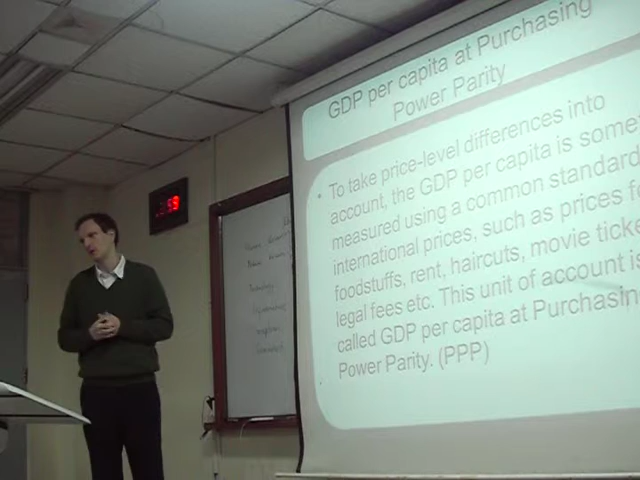 GDP per capita at Purchasing
Power Parity
• To take price-level differences into
account, the GDP per capita is some
measured using a common standard
international prices, such as prices f
foodstuffs, rent, haircuts, movie ticke
legal fees etc. This unit of account is
called GDP per capita at Purchasin
Power Parity. (PPP)